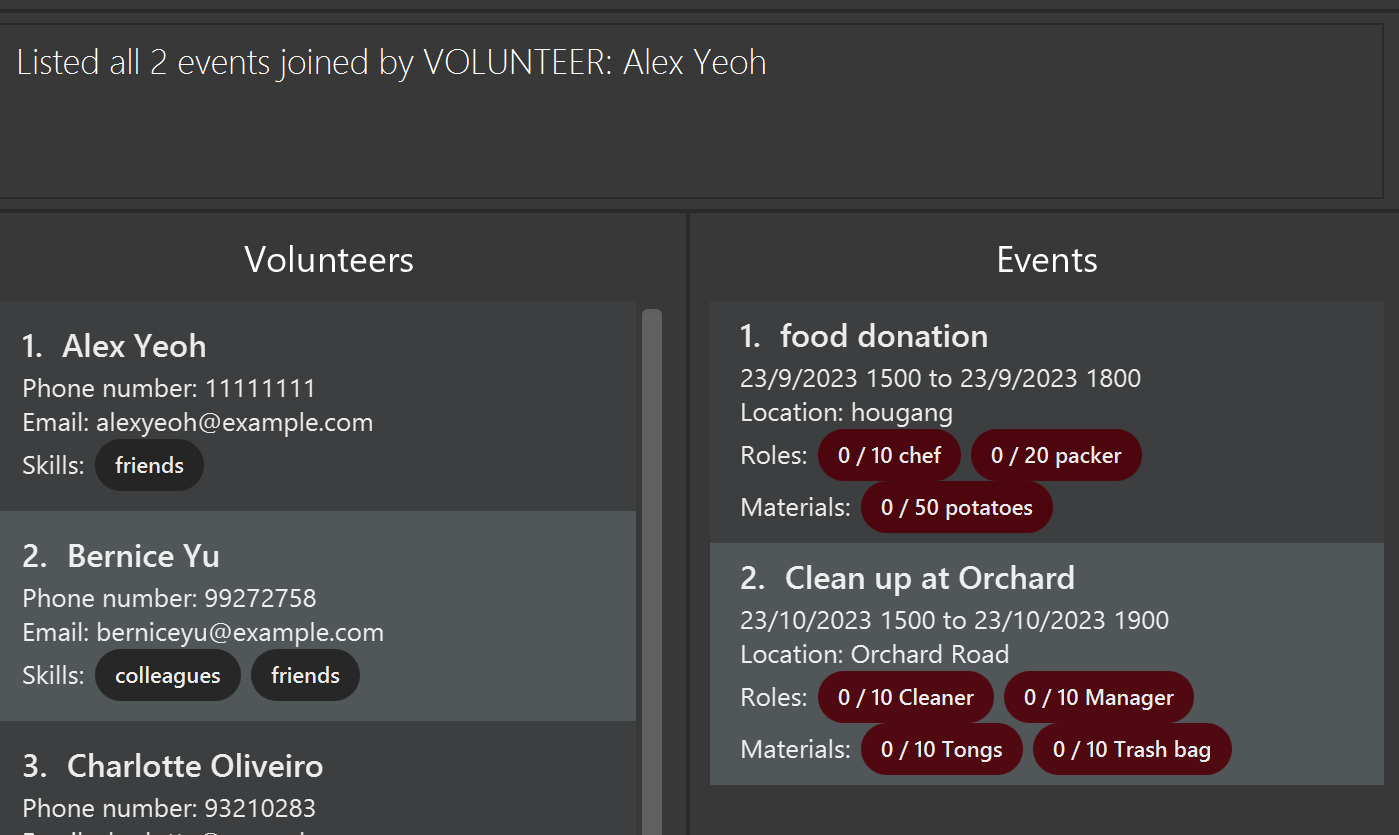 Listed all 2 events joined by VOLUNTEER: Alex Yeoh
Volunteers
1. Alex Yeoh
Phone number: 11111111
Email: alexyeoh@example.com
Skills: friends
2. Bernice Yu
Phone number: 99272758
Email: berniceyu@example.com
Skills: colleagues friends
3. Charlotte Oliveiro
Phone number: 93210283
Events
1. food donation
23/9/2023 1500 to 23/9/2023 1800
Location: hougang
Roles: 0 / 10 chef 0 / 20 packer
Materials: 0 / 50 potatoes
2. Clean up at Orchard
23/10/2023 1500 to 23/10/2023 1900
Location: Orchard Road
Roles: 0 / 10 Cleaner 0 / 10 Manager
Materials: 0 / 10 Tongs 0 / 10 Trash bag